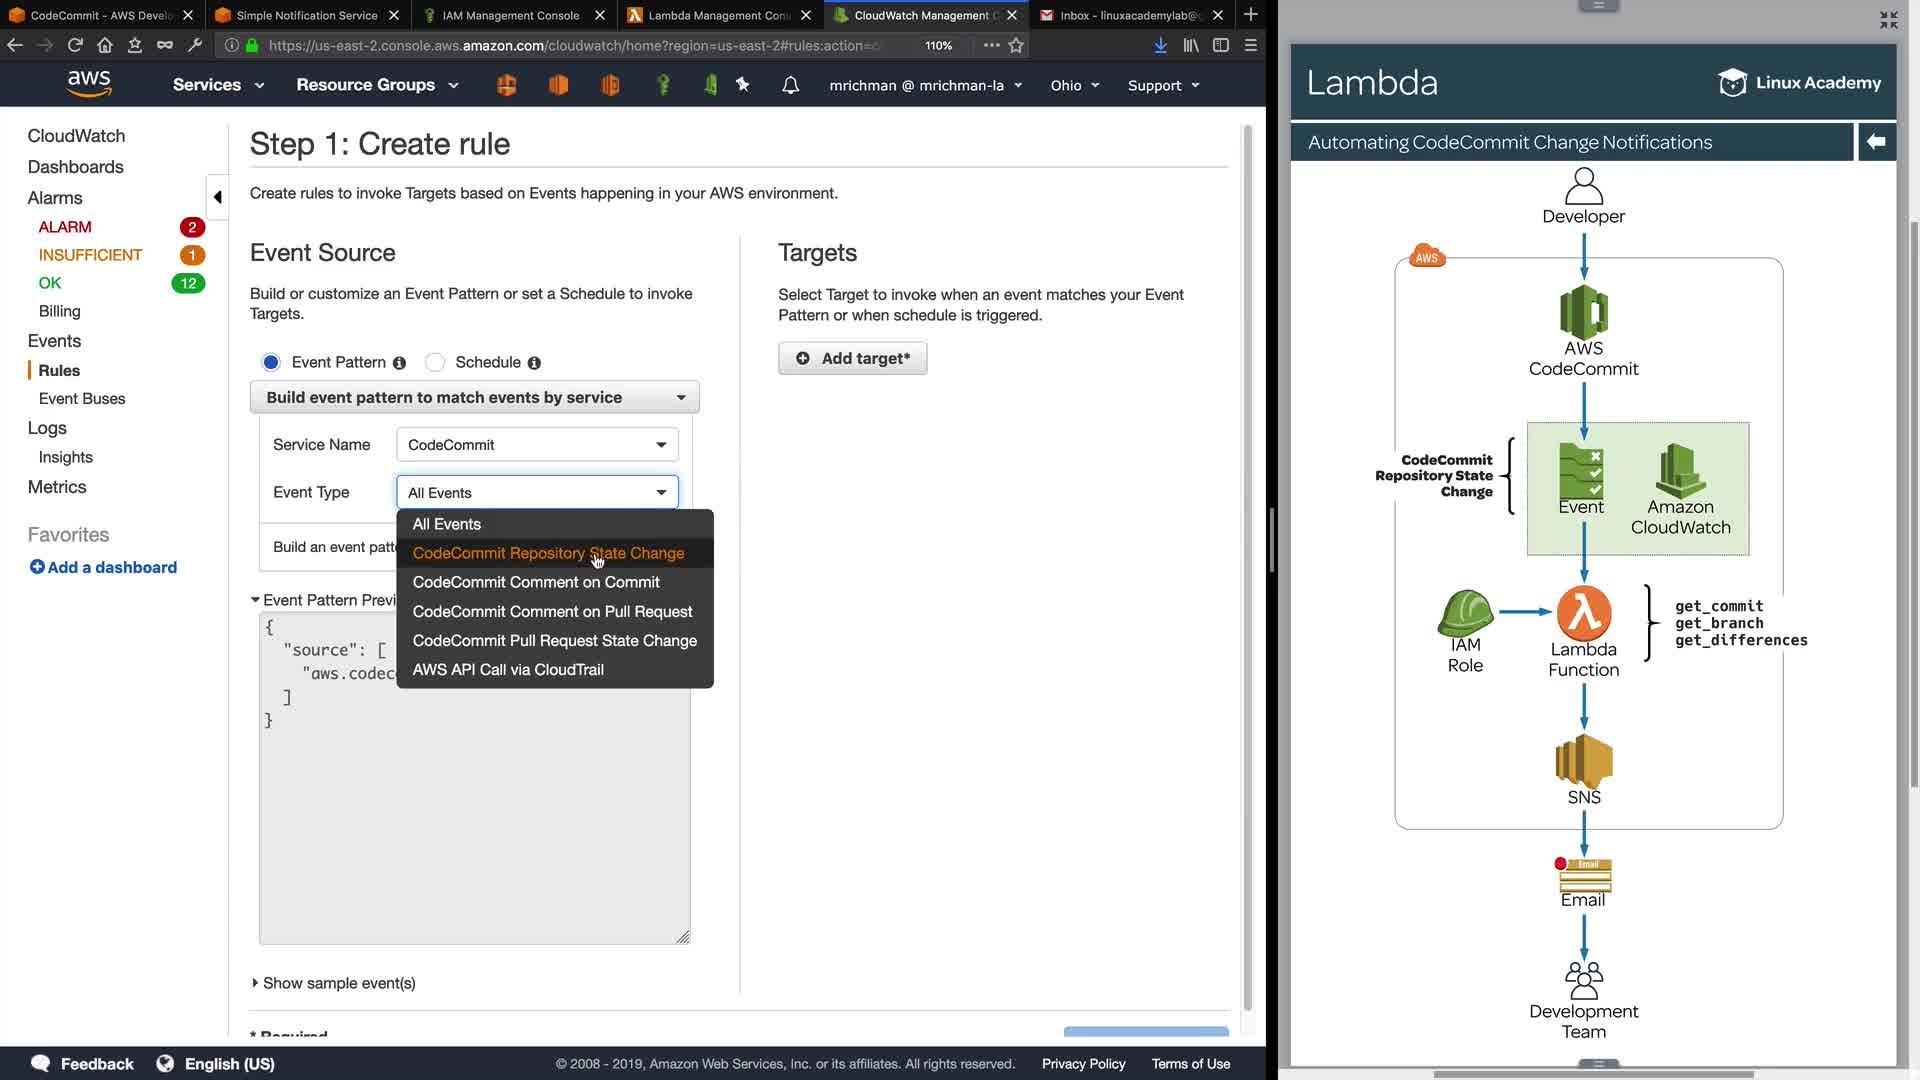 CodeCommit - AWS Develo
Simple Notification Service
IAM Management Console
Lambda Management Con
CloudWatch Management C
Inbox - linuxacademylab@g
https://us-east-2.console.aws.amazon.com/cloudwatch/home?region=us-east-2#rules:action=c
110%
aws
Services
Resource Groups
mrichman @ mrichman-la
Ohio
Support
CloudWatch
Dashboards
Alarms
ALARM 2
INSUFFICIENT 1
OK 12
Billing
Events
Rules
Event Buses
Logs
Insights
Metrics
Favorites
Add a dashboard
Step 1: Create rule
Create rules to invoke Targets based on Events happening in your AWS environment.
Event Source
Build or customize an Event Pattern or set a Schedule to invoke
Targets.
Event Pattern
Schedule
Build event pattern to match events by service
Service Name CodeCommit
Event Type All Events
All Events
CodeCommit Repository State Change
CodeCommit Comment on Commit
CodeCommit Comment on Pull Request
CodeCommit Pull Request State Change
AWS API Call via CloudTrail
Build an event patt
Event Pattern Previ
{
"source": [
"aws.codec
]
}
Show sample event(s)
* Required
Targets
Select Target to invoke when an event matches your Event
Pattern or when schedule is triggered.
Add target*
Feedback
English (US)
© 2008 - 2019, Amazon Web Services, Inc. or its affiliates. All rights reserved.
Privacy Policy
Terms of Use
Lambda
Linux Academy
Automating CodeCommit Change Notifications
Developer
AWS
AWS
CodeCommit
CodeCommit
Repository State
Change
Event
Amazon
CloudWatch
IAM
Role
Lambda
Function
get_commit
get_branch
get_differences
SNS
Email
Email
Development
Team